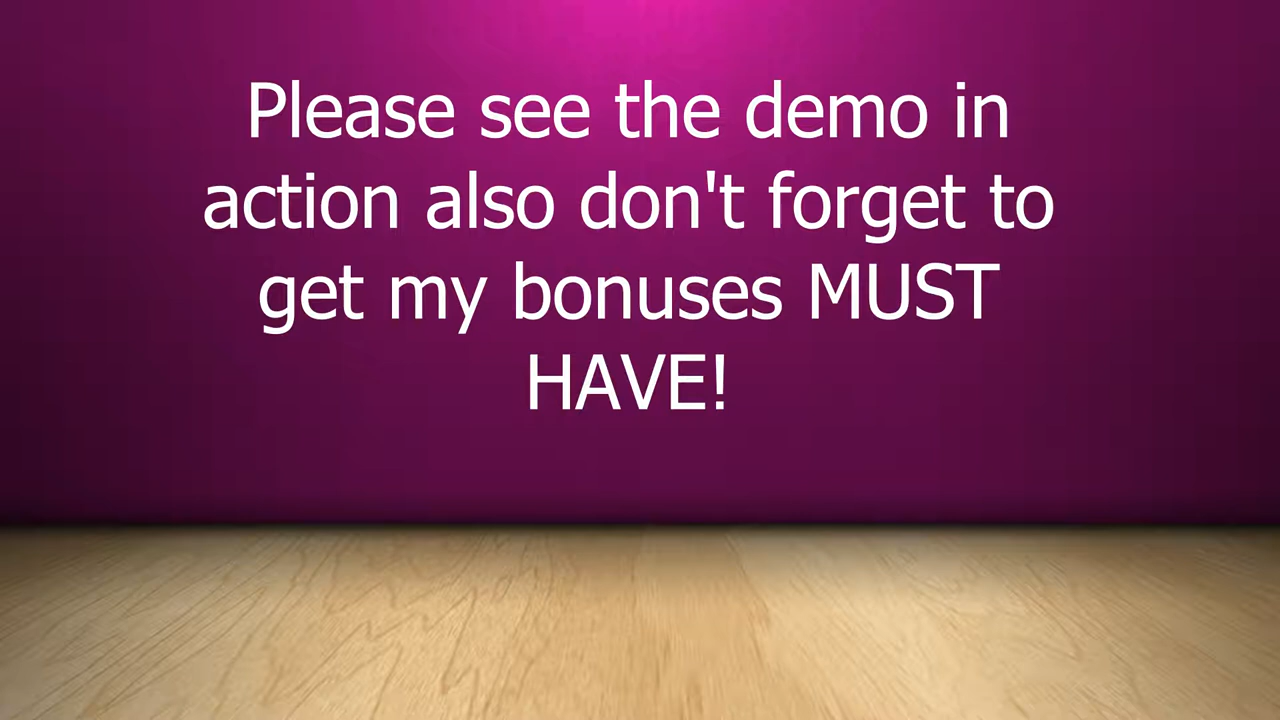 Please see the demo in
action also don't forget to
get my bonuses MUST
HAVE!